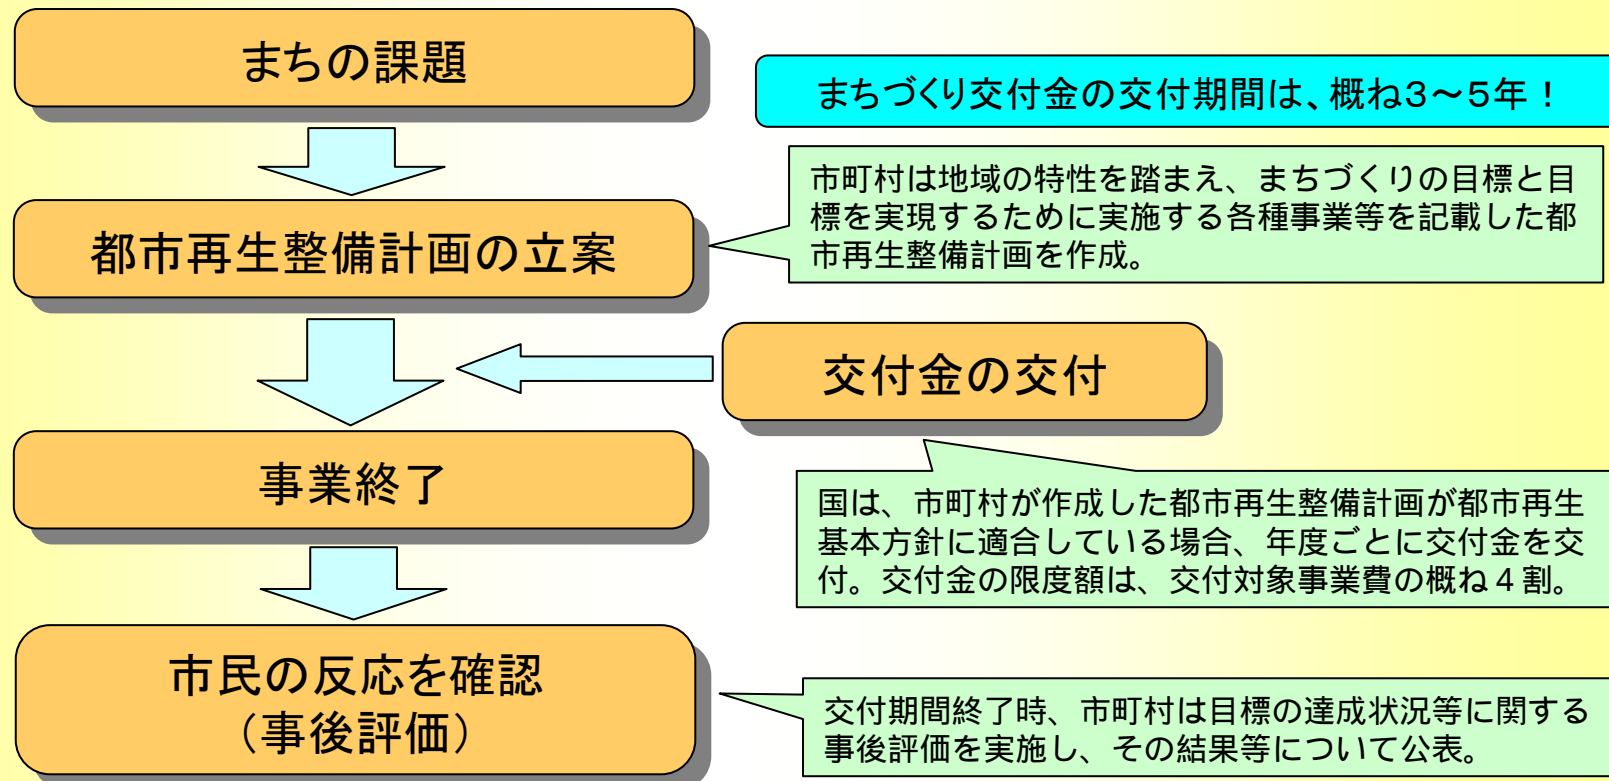 まちの課題
まちづくり交付金の交付期間は、概ね3～5年！
市町村は地域の特性を踏まえ、まちづくりの目標と目
標を実現するために実施する各種事業等を記載した都
市再生整備計画を作成。
都市再生整備計画の立案
交付金の交付
国は、市町村が作成した都市再生整備計画が都市再生
基本方針に適合している場合、年度ごとに交付金を交
付。交付金の限度額は、交付対象事業費の概ね４割。
事業終了
市民の反応を確認
（事後評価）
交付期間終了時、市町村は目標の達成状況等に関する
事後評価を実施し、その結果等について公表。